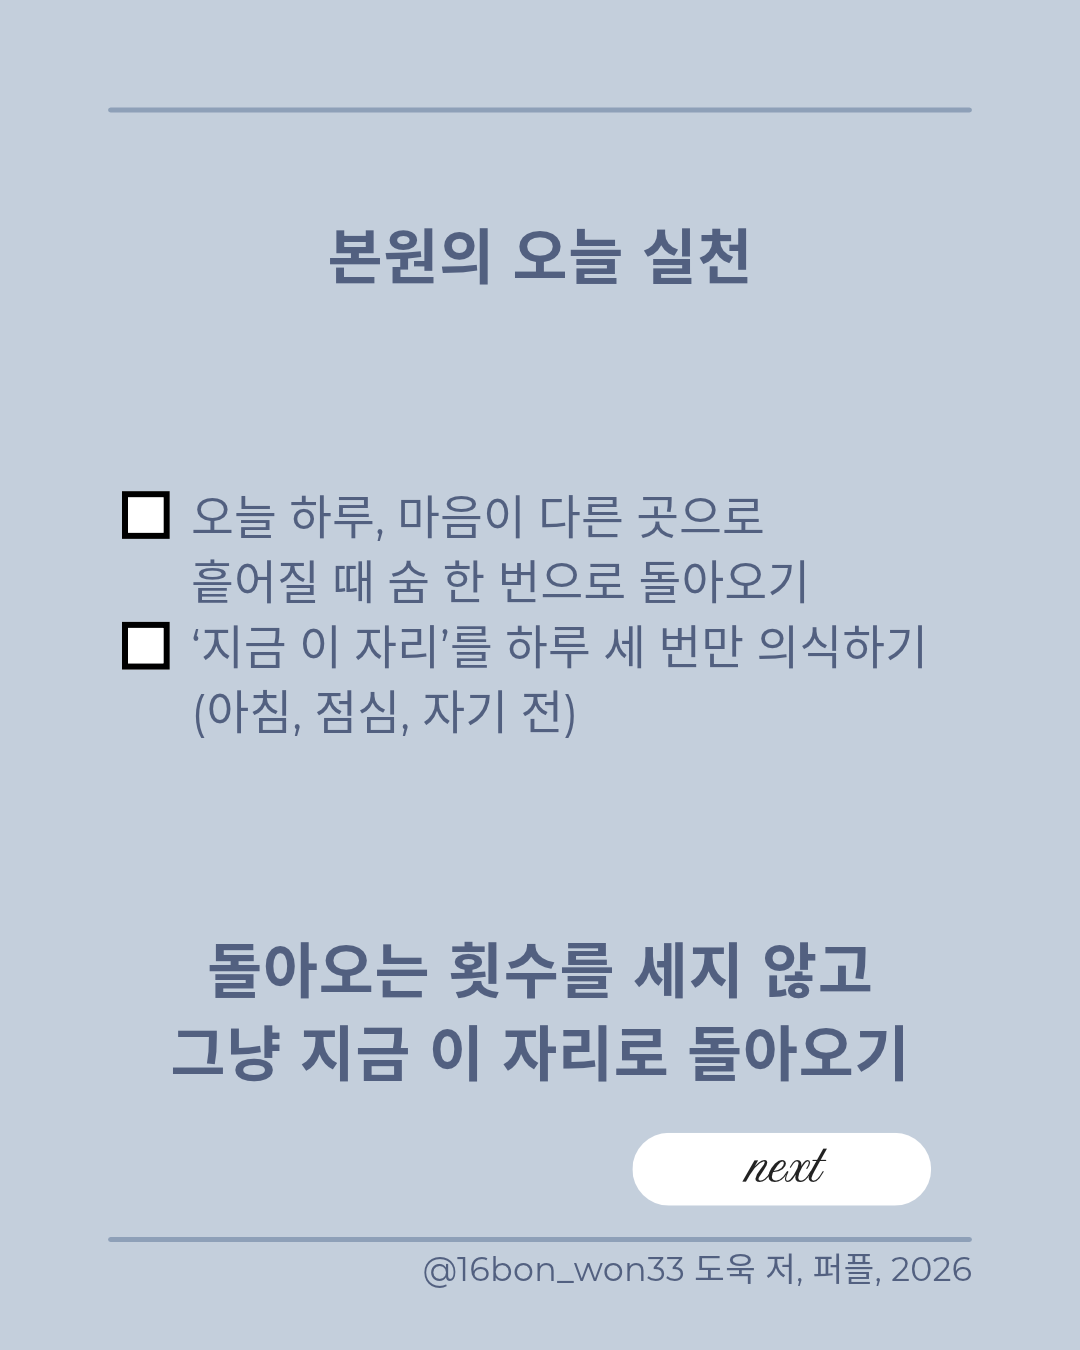 본원의 오늘 실천
오늘 하루, 마음이 다른 곳으로
흩어질 때 숨 한 번으로 돌아오기
‘지금 이 자리’를 하루 세 번만 의식하기
(아침, 점심, 자기 전)
돌아오는 횟수를 세지 않고
그냥 지금 이 자리로 돌아오기
next
@16bon_won33 도욱 저, 퍼플, 2026